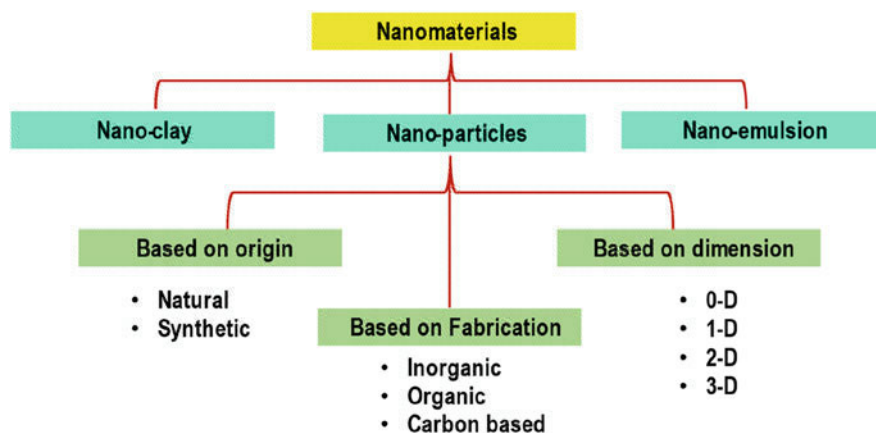 Nanomaterials
Nano-clay
Nano-particles
Nano-emulsion
Based on origin
• Natural
• Synthetic
Based on Fabrication
• Inorganic
• Organic
• Carbon based
Based on dimension
• 0-D
• 1-D
• 2-D
• 3-D